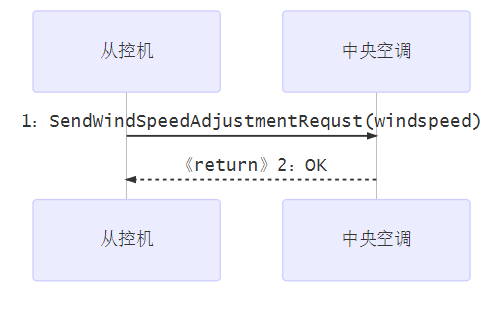 从控机
中央空调
1：SendWindSpeedAdjustmentRequst(windspeed)
《return》2：OK
从控机
中央空调